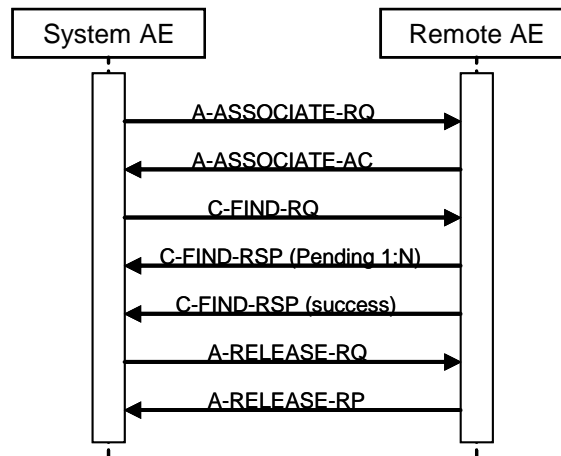 System AE
Remote AE
A-ASSOCIATE-RQ
A-ASSOCIATE-AC
C-FIND-RQ
C-FIND-RSP (Pending 1:N)
C-FIND-RSP (success)
A-RELEASE-RQ
A-RELEASE-RP